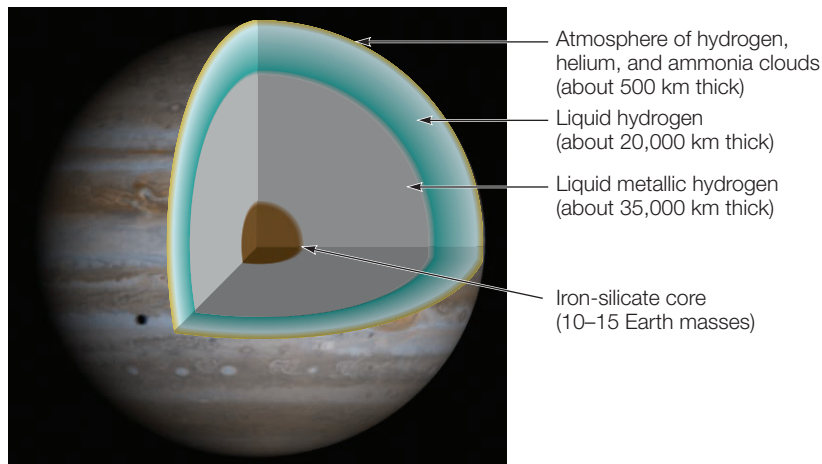 Atmosphere of hydrogen,
helium, and ammonia clouds
(about 500 km thick)
Liquid hydrogen
(about 20,000 km thick)
Liquid metallic hydrogen
(about 35,000 km thick)
Iron-silicate core
(10–15 Earth masses)